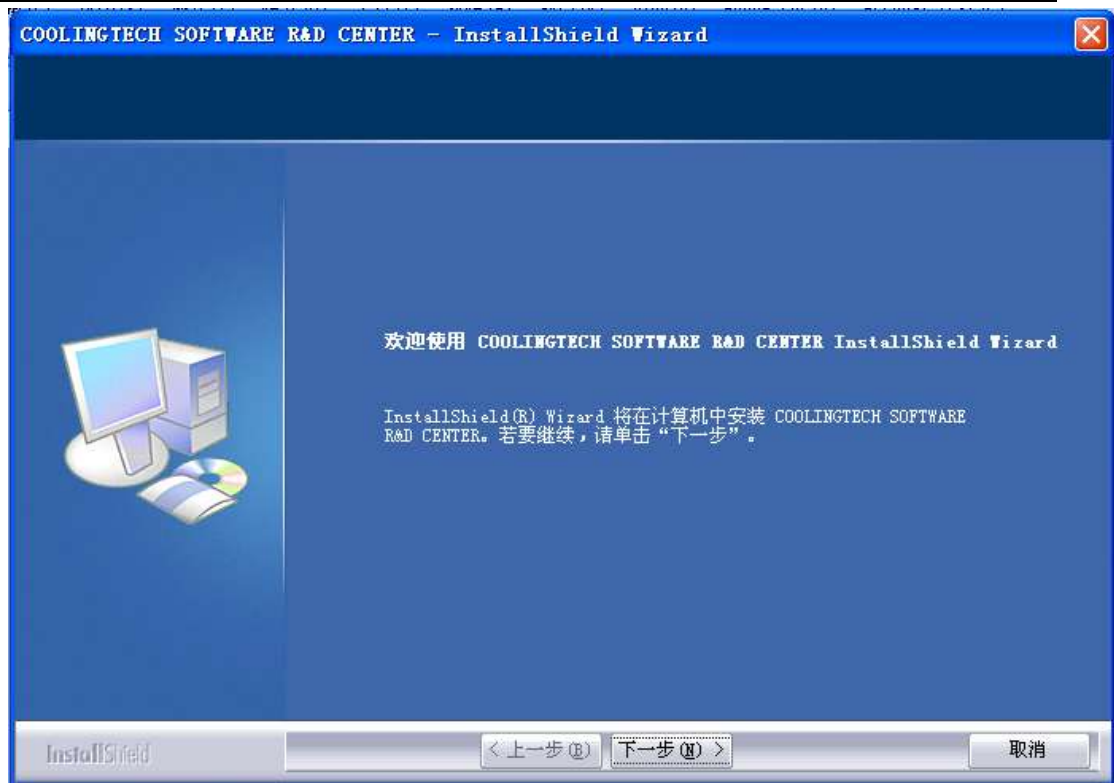 COOLINGTECH SOFTWARE R&D CENTER - InstallShield Wizard
欢迎使用 COOLINGTECH SOFTWARE R&D CENTER InstallShield Wizard
InstallShield(R) Wizard 将在计算机中安装 COOLINGTECH SOFTWARE
R&D CENTER。若要继续，请单击“下一步”。
InstallShield
< 上一步(B) 下一步(N) > 取消